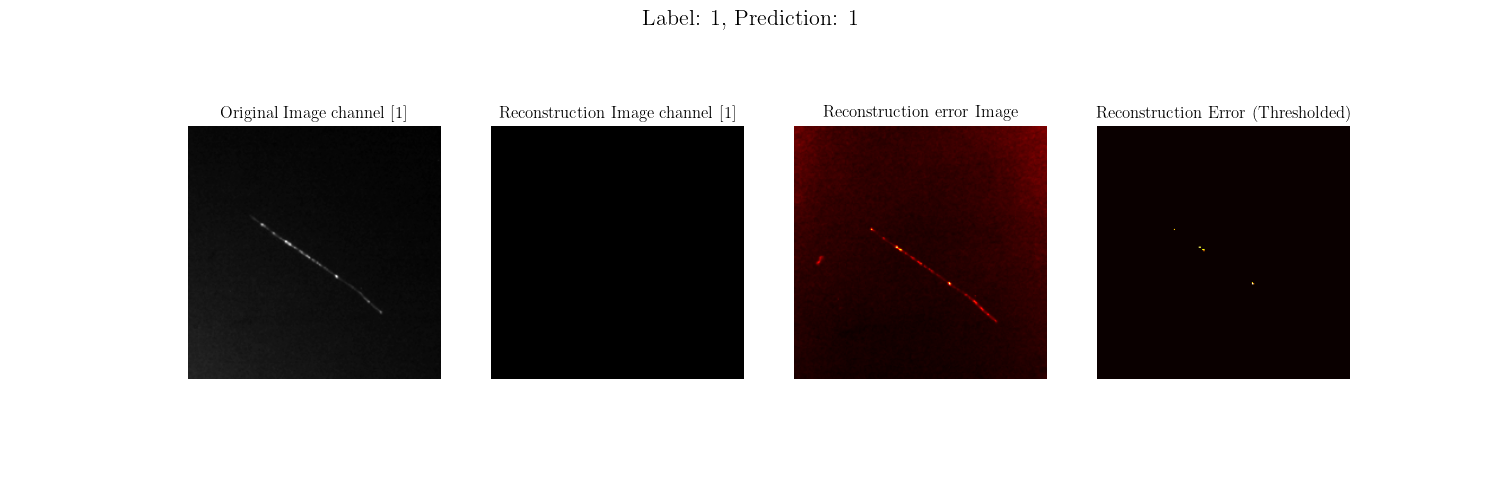 Label: 1, Prediction: 1
Original Image channel [1]
Reconstruction Image channel [1]
Reconstruction error Image
Reconstruction Error (Thresholded)